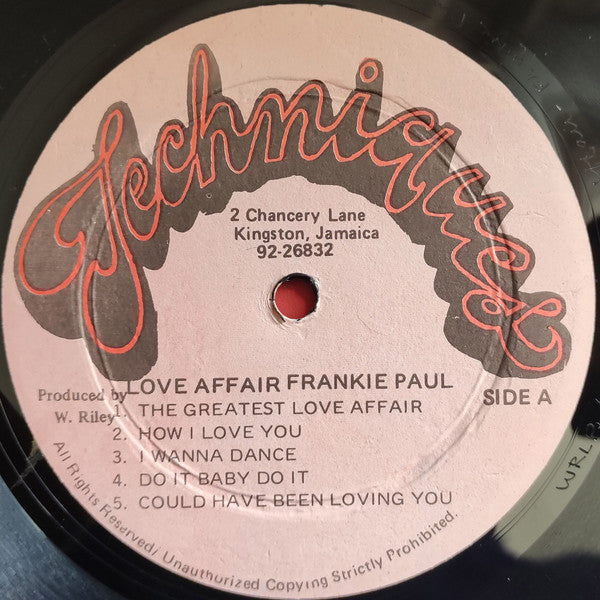 Techniques
2 Chancery Lane
Kingston, Jamaica
92-26832
LOVE AFFAIR FRANKIE PAUL
Produced by
W. Riley
SIDE A
1. THE GREATEST LOVE AFFAIR
2. HOW I LOVE YOU
3. I WANNA DANCE
4. DO IT BABY DO IT
5. COULD HAVE BEEN LOVING YOU
All Rights Reserved/ Unauthorized Copying Strictly Prohibited.